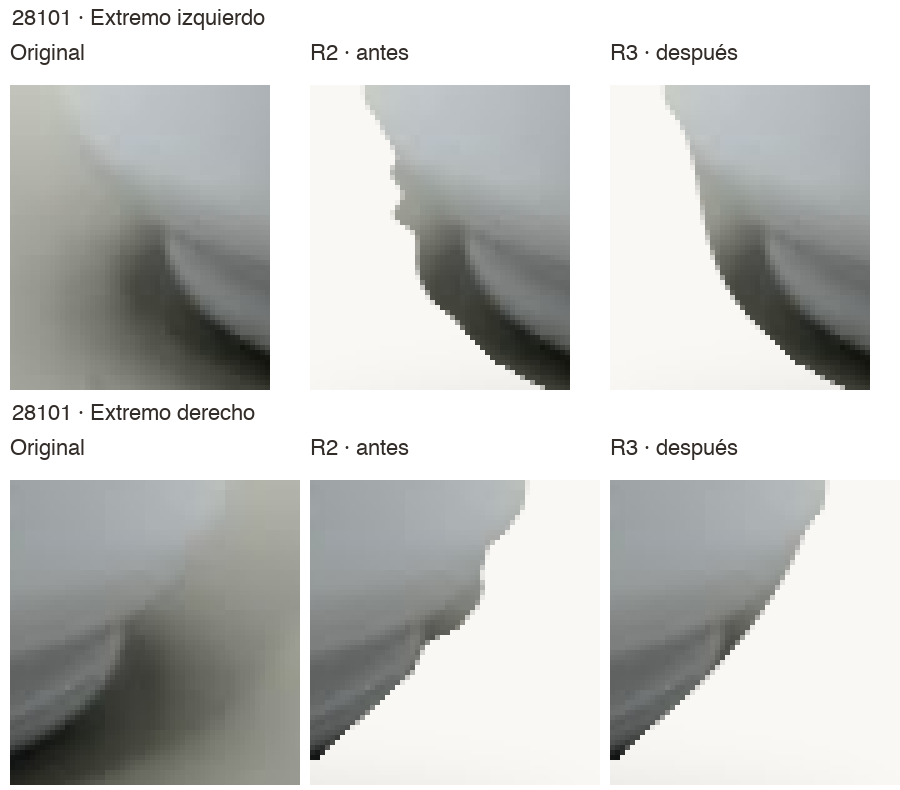 28101 · Extremo izquierdo
Original
R2 · antes
R3 · después
28101 · Extremo derecho
Original
R2 · antes
R3 · después